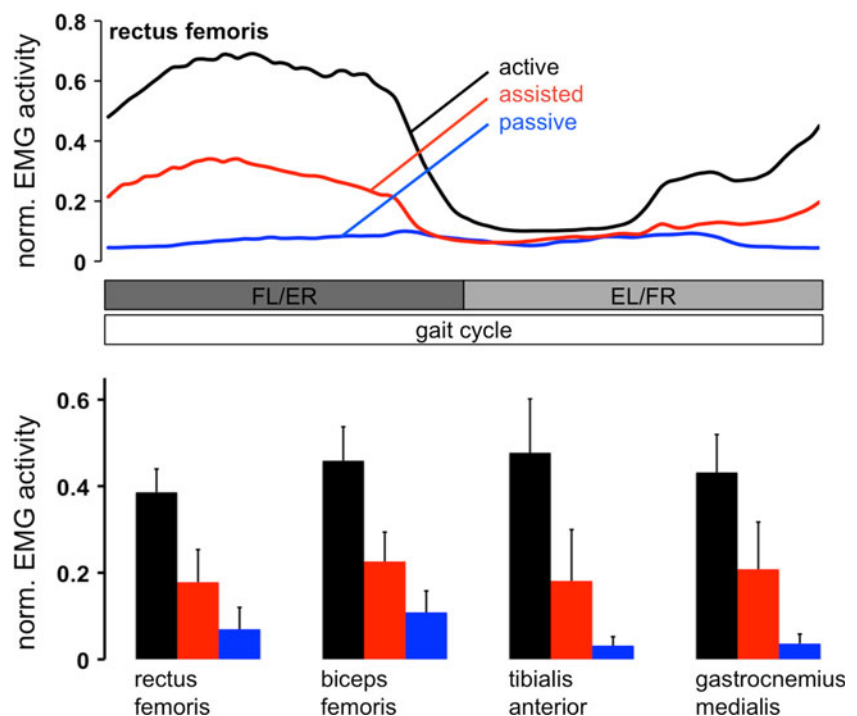 0.8
rectus femoris
active
assisted
passive
0.6
0.4
0.2
0
norm. EMG activity
FL/ER EL/FR
gait cycle
0.6
0.4
0.2
0
norm. EMG activity
rectus femoris
biceps femoris
tibialis anterior
gastrocnemius medialis